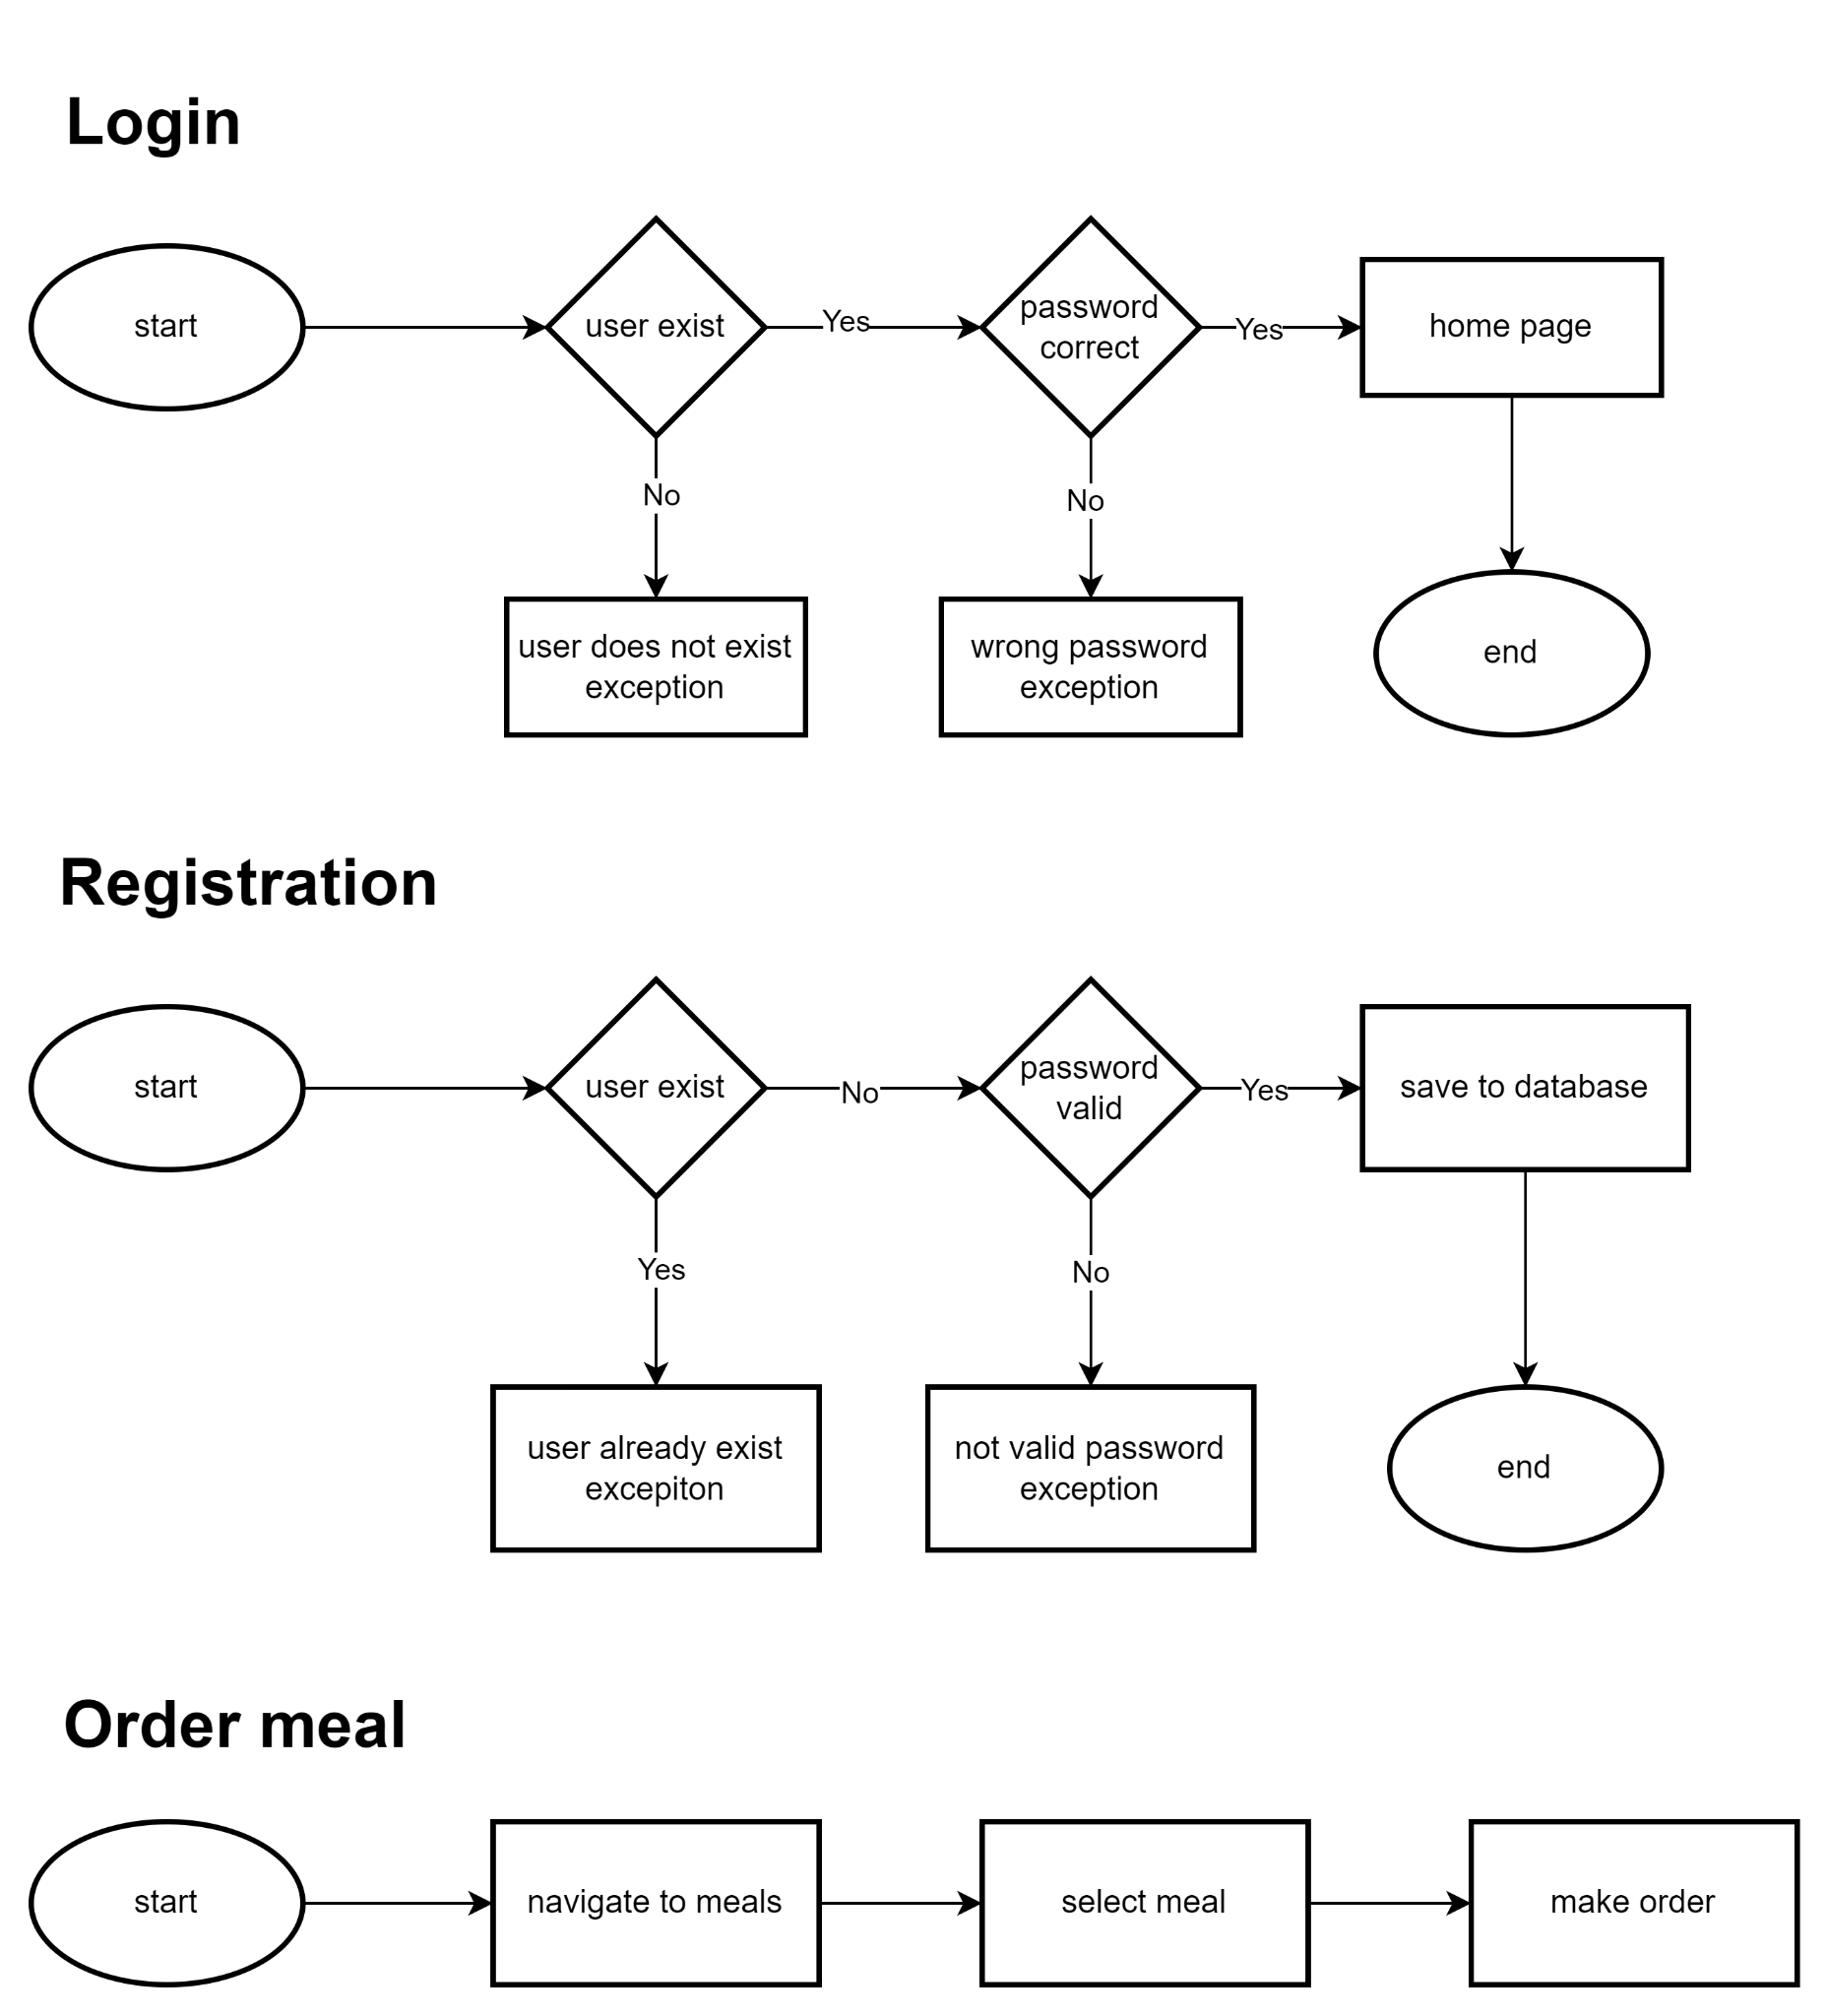 Login
start
user exist
Yes
password
correct
Yes
home page
No
No
user does not exist
exception
wrong password
exception
end
Registration
start
user exist
No
password
valid
Yes
save to database
Yes
No
user already exist
excepiton
not valid password
exception
end
Order meal
start
navigate to meals
select meal
make order